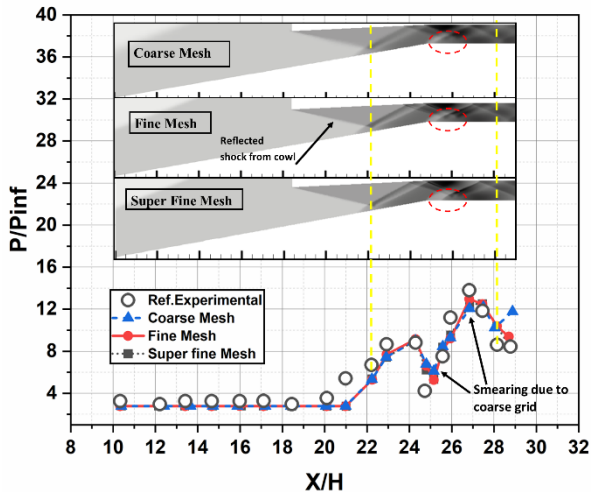 40
36
32
28
24
20
16
12
8
4
P/Pinf
Coarse Mesh
Fine Mesh
Reflected
shock from cowl
Super Fine Mesh
Ref.Experimental
Coarse Mesh
Fine Mesh
Super fine Mesh
Smearing due to
coarse grid
8 10 12 14 16 18 20 22 24 26 28 30 32
X/H